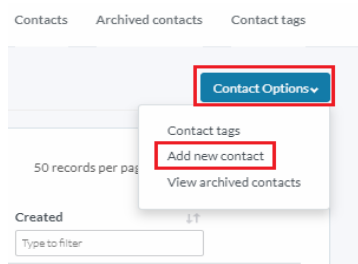 Contacts Archived contacts Contact tags
Contact Options
Contact tags
Add new contact
View archived contacts
50 records per pag
Created
Type to filter